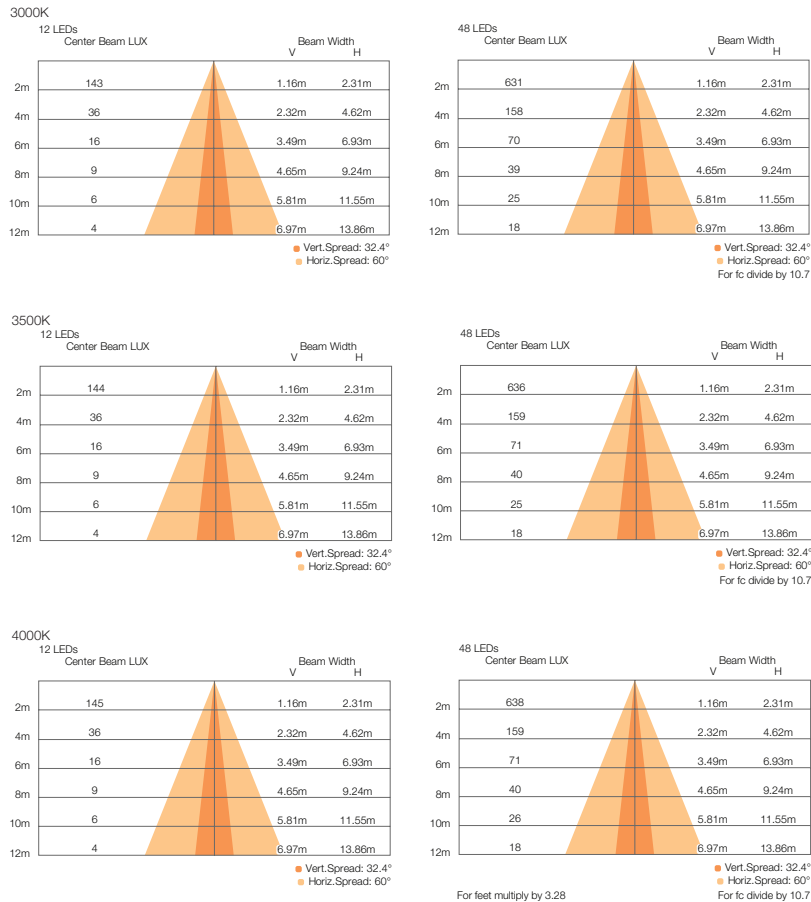 3000K
12 LEDs
Center Beam LUX Beam Width
V H
2m 143 1.16m 2.31m
4m 36 2.32m 4.62m
6m 16 3.49m 6.93m
8m 9 4.65m 9.24m
10m 6 5.81m 11.55m
12m 4 6.97m 13.86m
Vert.Spread: 32.4°
Horiz.Spread: 60°
48 LEDs
Center Beam LUX Beam Width
V H
2m 631 1.16m 2.31m
4m 158 2.32m 4.62m
6m 70 3.49m 6.93m
8m 39 4.65m 9.24m
10m 25 5.81m 11.55m
12m 18 6.97m 13.86m
Vert.Spread: 32.4°
Horiz.Spread: 60°
For fc divide by 10.7
3500K
12 LEDs
Center Beam LUX Beam Width
V H
2m 144 1.16m 2.31m
4m 36 2.32m 4.62m
6m 16 3.49m 6.93m
8m 9 4.65m 9.24m
10m 6 5.81m 11.55m
12m 4 6.97m 13.86m
Vert.Spread: 32.4°
Horiz.Spread: 60°
48 LEDs
Center Beam LUX Beam Width
V H
2m 636 1.16m 2.31m
4m 159 2.32m 4.62m
6m 71 3.49m 6.93m
8m 40 4.65m 9.24m
10m 25 5.81m 11.55m
12m 18 6.97m 13.86m
Vert.Spread: 32.4°
Horiz.Spread: 60°
For fc divide by 10.7
4000K
12 LEDs
Center Beam LUX Beam Width
V H
2m 145 1.16m 2.31m
4m 36 2.32m 4.62m
6m 16 3.49m 6.93m
8m 9 4.65m 9.24m
10m 6 5.81m 11.55m
12m 4 6.97m 13.86m
Vert.Spread: 32.4°
Horiz.Spread: 60°
48 LEDs
Center Beam LUX Beam Width
V H
2m 638 1.16m 2.31m
4m 159 2.32m 4.62m
6m 71 3.49m 6.93m
8m 40 4.65m 9.24m
10m 26 5.81m 11.55m
12m 18 6.97m 13.86m
Vert.Spread: 32.4°
Horiz.Spread: 60°
For feet multiply by 3.28 For fc divide by 10.7